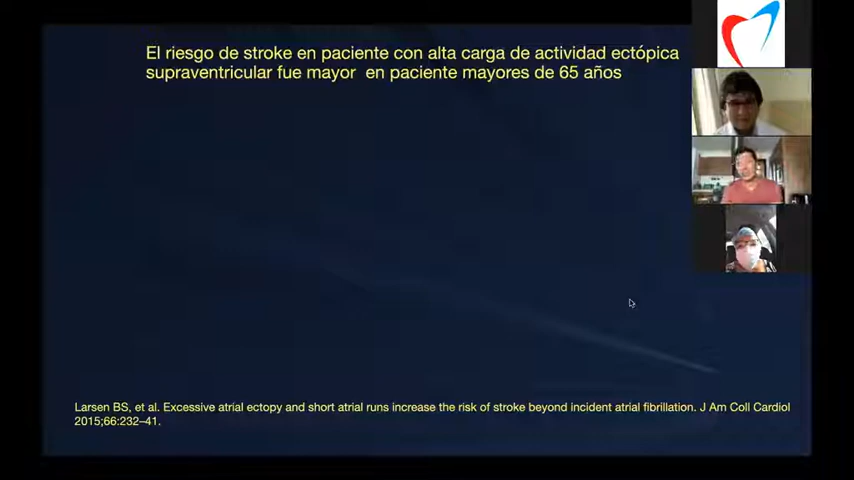 El riesgo de stroke en paciente con alta carga de actividad ectópica
supraventricular fue mayor en paciente mayores de 65 años
Larsen BS, et al. Excessive atrial ectopy and short atrial runs increase the risk of stroke beyond incident atrial fibrillation. J Am Coll Cardiol
2015;66:232–41.